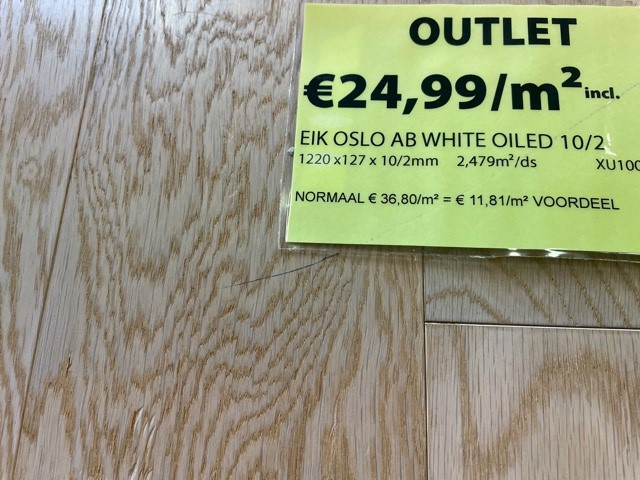 OUTLET
€24,99/m² incl.
EIK OSLO AB WHITE OILED 10/2
1220 x127 x 10/2mm 2,479m²/ds XU100
NORMAAL € 36,80/m² = € 11,81/m² VOORDEEL